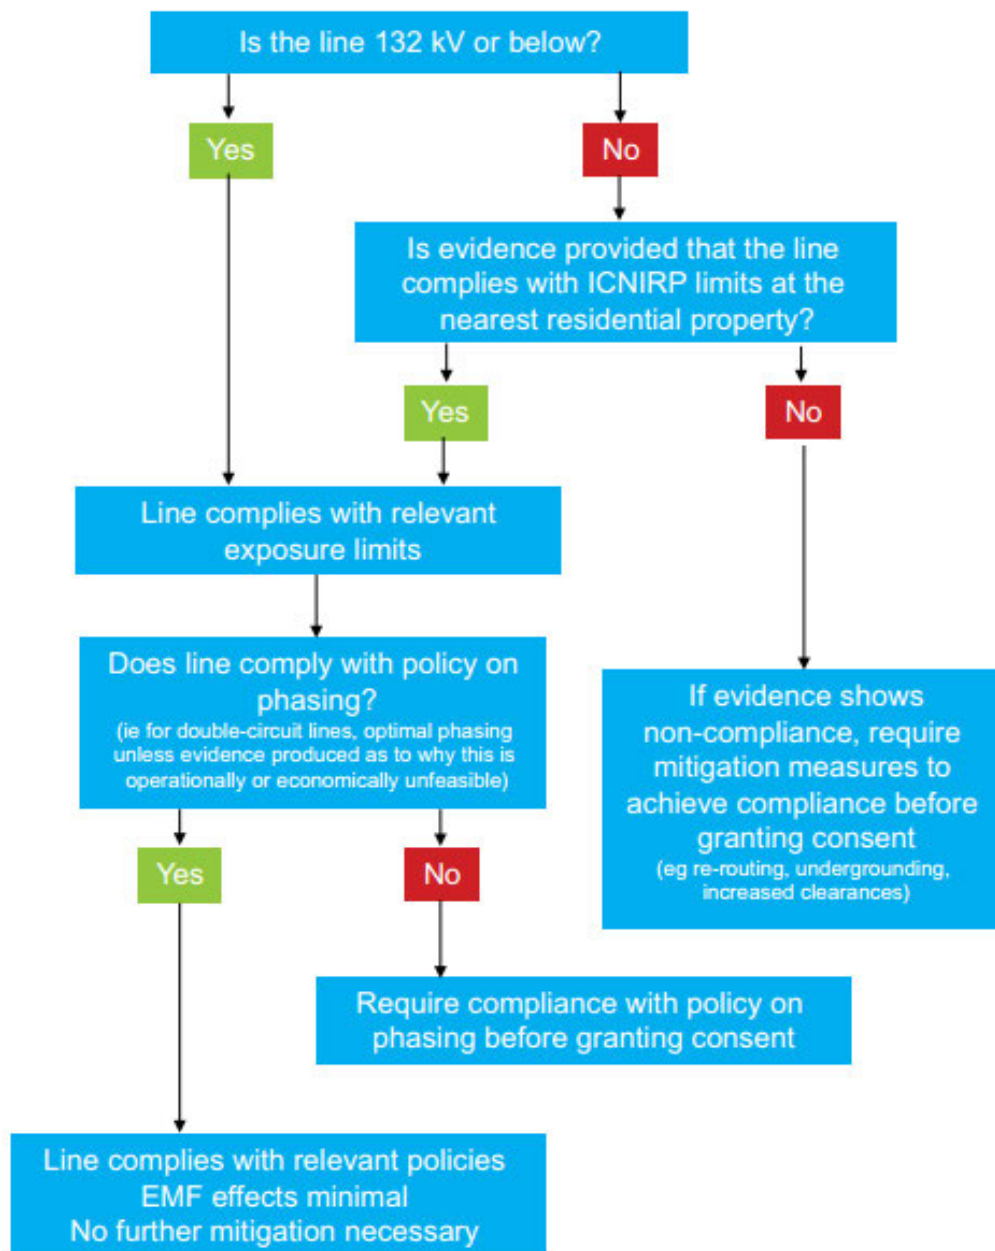 Is the line 132 kV or below?
Yes
No
Is evidence provided that the line
complies with ICNIRP limits at the
nearest residential property?
Yes
No
Line complies with relevant
exposure limits
Does line comply with policy on
phasing?
(ie for double-circuit lines, optimal phasing
unless evidence produced as to why this is
operationally or economically unfeasible)
If evidence shows
non-compliance, require
mitigation measures to
achieve compliance before
granting consent
(eg re-routing, undergrounding,
increased clearances)
Yes
No
Require compliance with policy on
phasing before granting consent
Line complies with relevant policies
EMF effects minimal
No further mitigation necessary